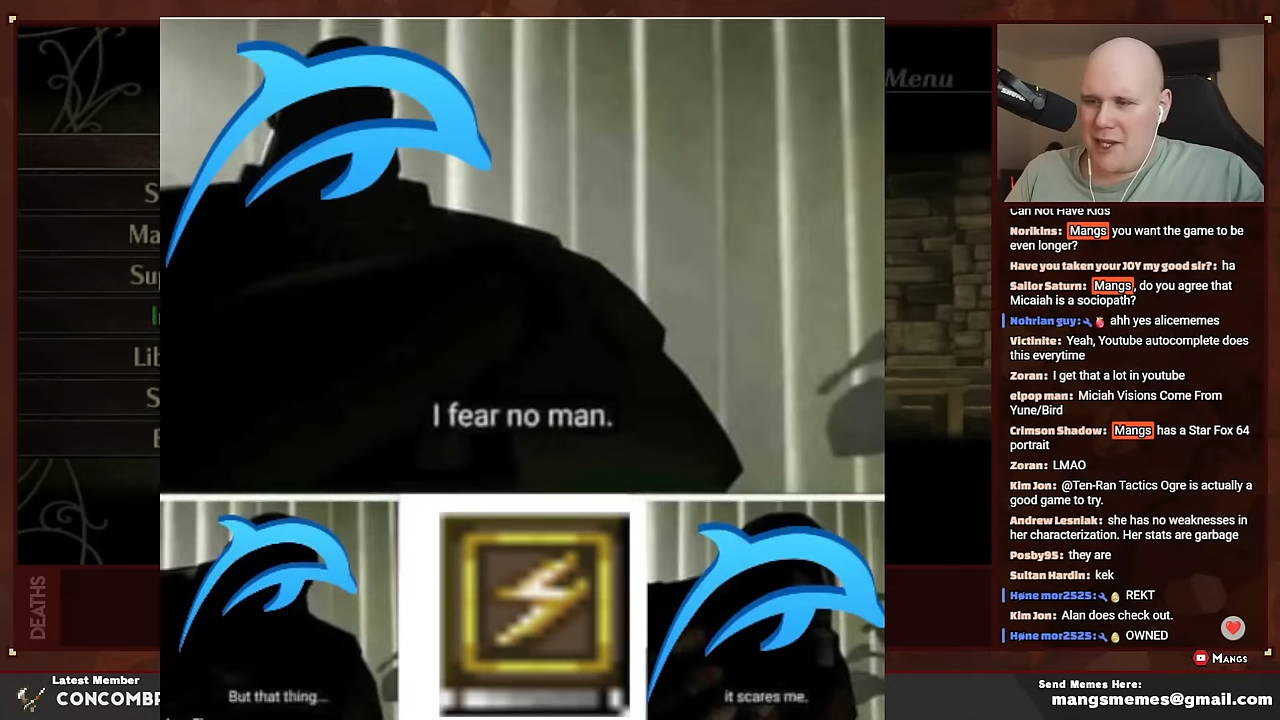 Menu
S
Ma
Su
I
Lib
S
I fear no man.
But that thing...
it scares me.
DEATHS
Latest Member
CONCOMBR
SHURE
Can Not Have Kids
Norikins: Mangs you want the game to be
even longer?
Have you taken your JOY my good sir?: ha
Sailor Saturn: Mangs, do you agree that
Micaiah is a sociopath?
Nohrian guy: ahh yes alicememes
Victinite: Yeah, Youtube autocomplete does
this everytime
Zoran: I get that a lot in youtube
elpop man: Miciah Visions Come From
Yune/Bird
Crimson Shadow: Mangs has a Star Fox 64
portrait
Zoran: LMAO
Kim Jon: @Ten-Ran Tactics Ogre is actually a
good game to try.
Andrew Lesniak: she has no weaknesses in
her characterization. Her stats are garbage
Posby95: they are
Sultan Hardin: kek
Høne mor2525: REKT
Kim Jon: Alan does check out.
Høne mor2525: OWNED
MANGS
Send Memes Here:
mangsmemes@gmail.com